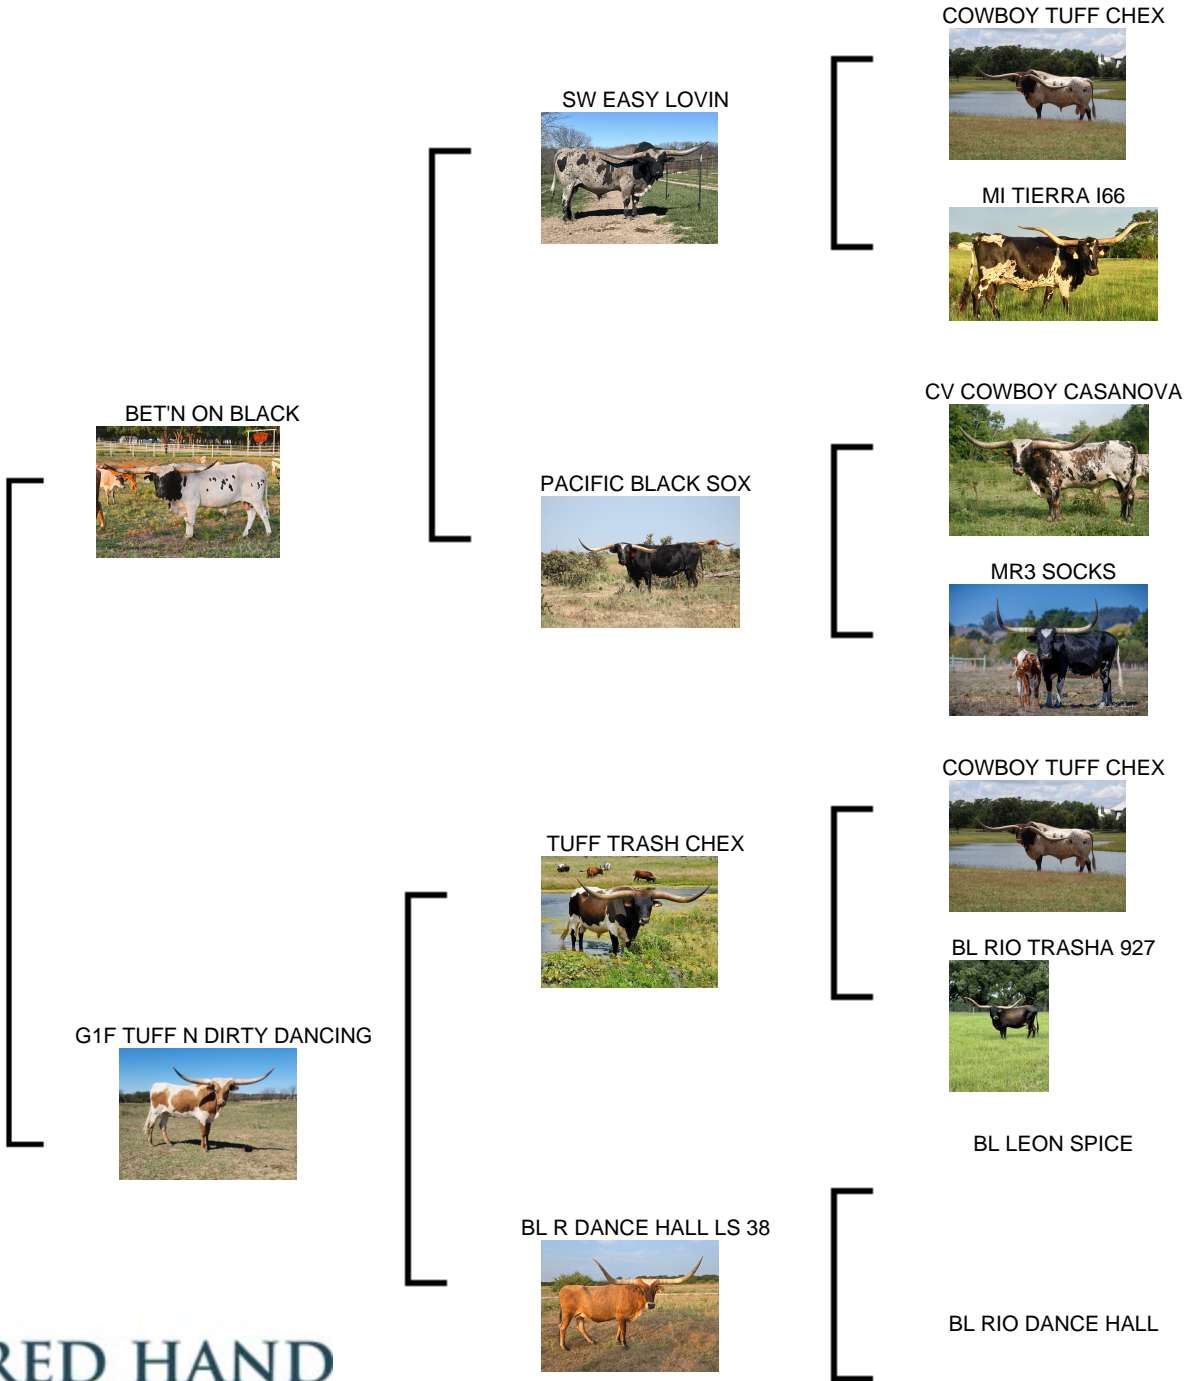 COWBOY TUFF CHEX
SW EASY LOVIN
MI TIERRA I66
BET'N ON BLACK
CV COWBOY CASANOVA
PACIFIC BLACK SOX
MR3 SOCKS
COWBOY TUFF CHEX
TUFF TRASH CHEX
BL RIO TRASHA 927
G1F TUFF N DIRTY DANCING
BL LEON SPICE
BL R DANCE HALL LS 38
BL RIO DANCE HALL
RED HAND